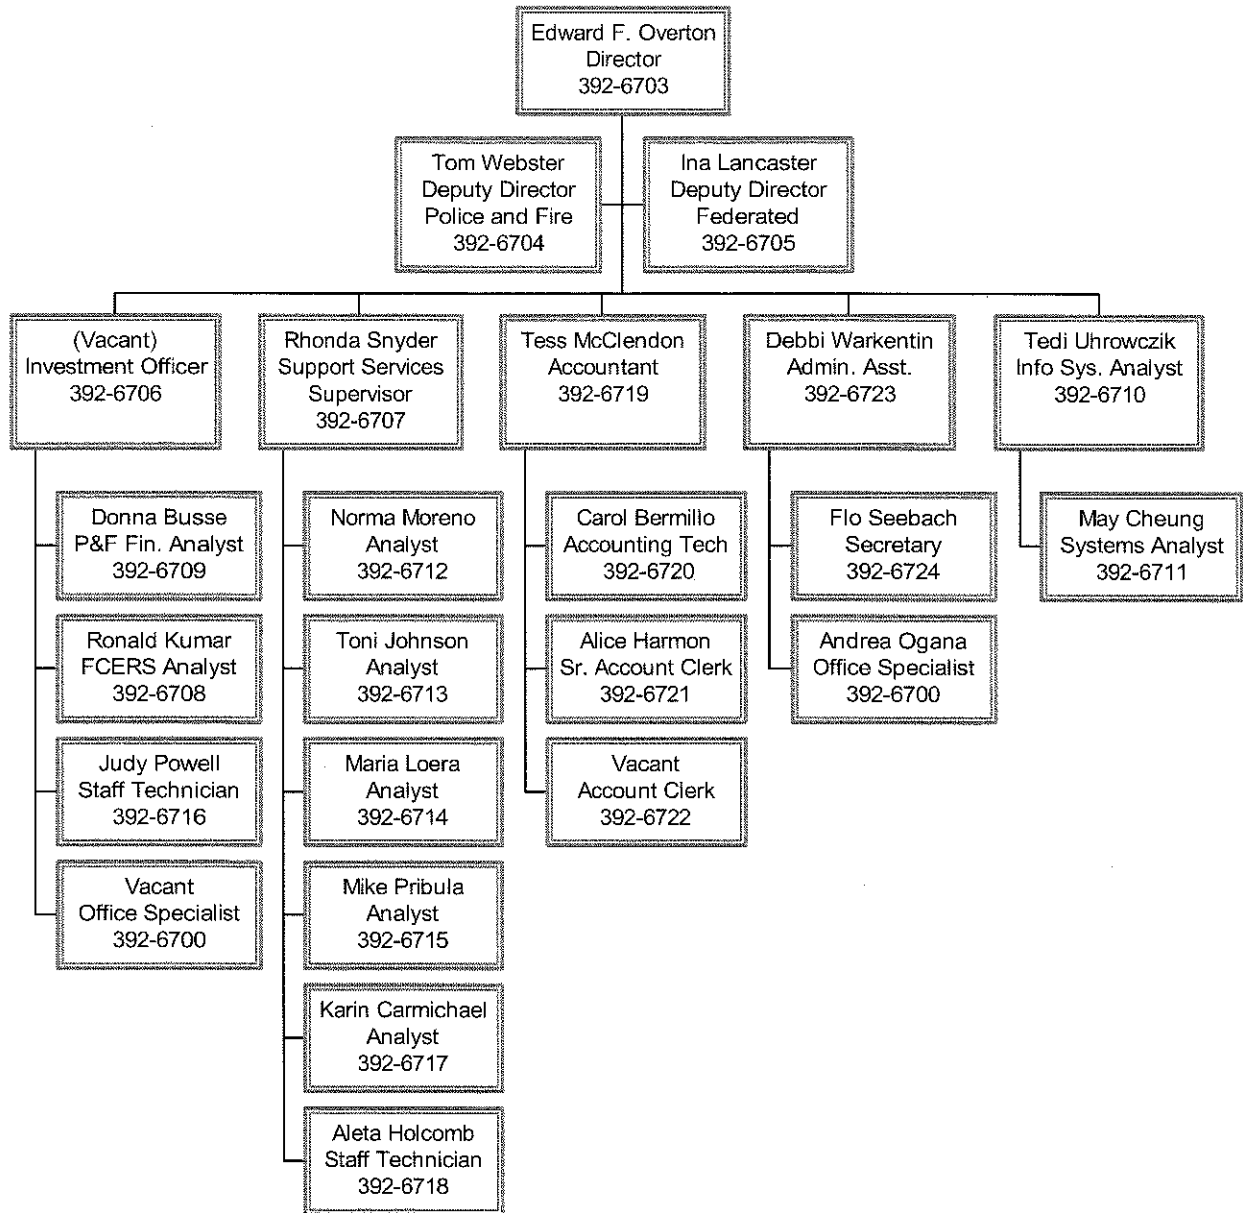 Edward F. Overton
Director
392-6703
Tom Webster
Deputy Director
Police and Fire
392-6704
Ina Lancaster
Deputy Director
Federated
392-6705
(Vacant)
Investment Officer
392-6706
Rhonda Snyder
Support Services
Supervisor
392-6707
Tess McClendon
Accountant
392-6719
Debbi Warkentin
Admin. Asst.
392-6723
Tedi Uhrowczik
Info Sys. Analyst
392-6710
Donna Busse
P&F Fin. Analyst
392-6709
Ronald Kumar
FCERS Analyst
392-6708
Judy Powell
Staff Technician
392-6716
Vacant
Office Specialist
392-6700
Norma Moreno
Analyst
392-6712
Toni Johnson
Analyst
392-6713
Maria Loera
Analyst
392-6714
Mike Pribula
Analyst
392-6715
Karin Carmichael
Analyst
392-6717
Aleta Holcomb
Staff Technician
392-6718
Carol Bermillo
Accounting Tech
392-6720
Alice Harmon
Sr. Account Clerk
392-6721
Vacant
Account Clerk
392-6722
Flo Seebach
Secretary
392-6724
Andrea Ogana
Office Specialist
392-6700
May Cheung
Systems Analyst
392-6711